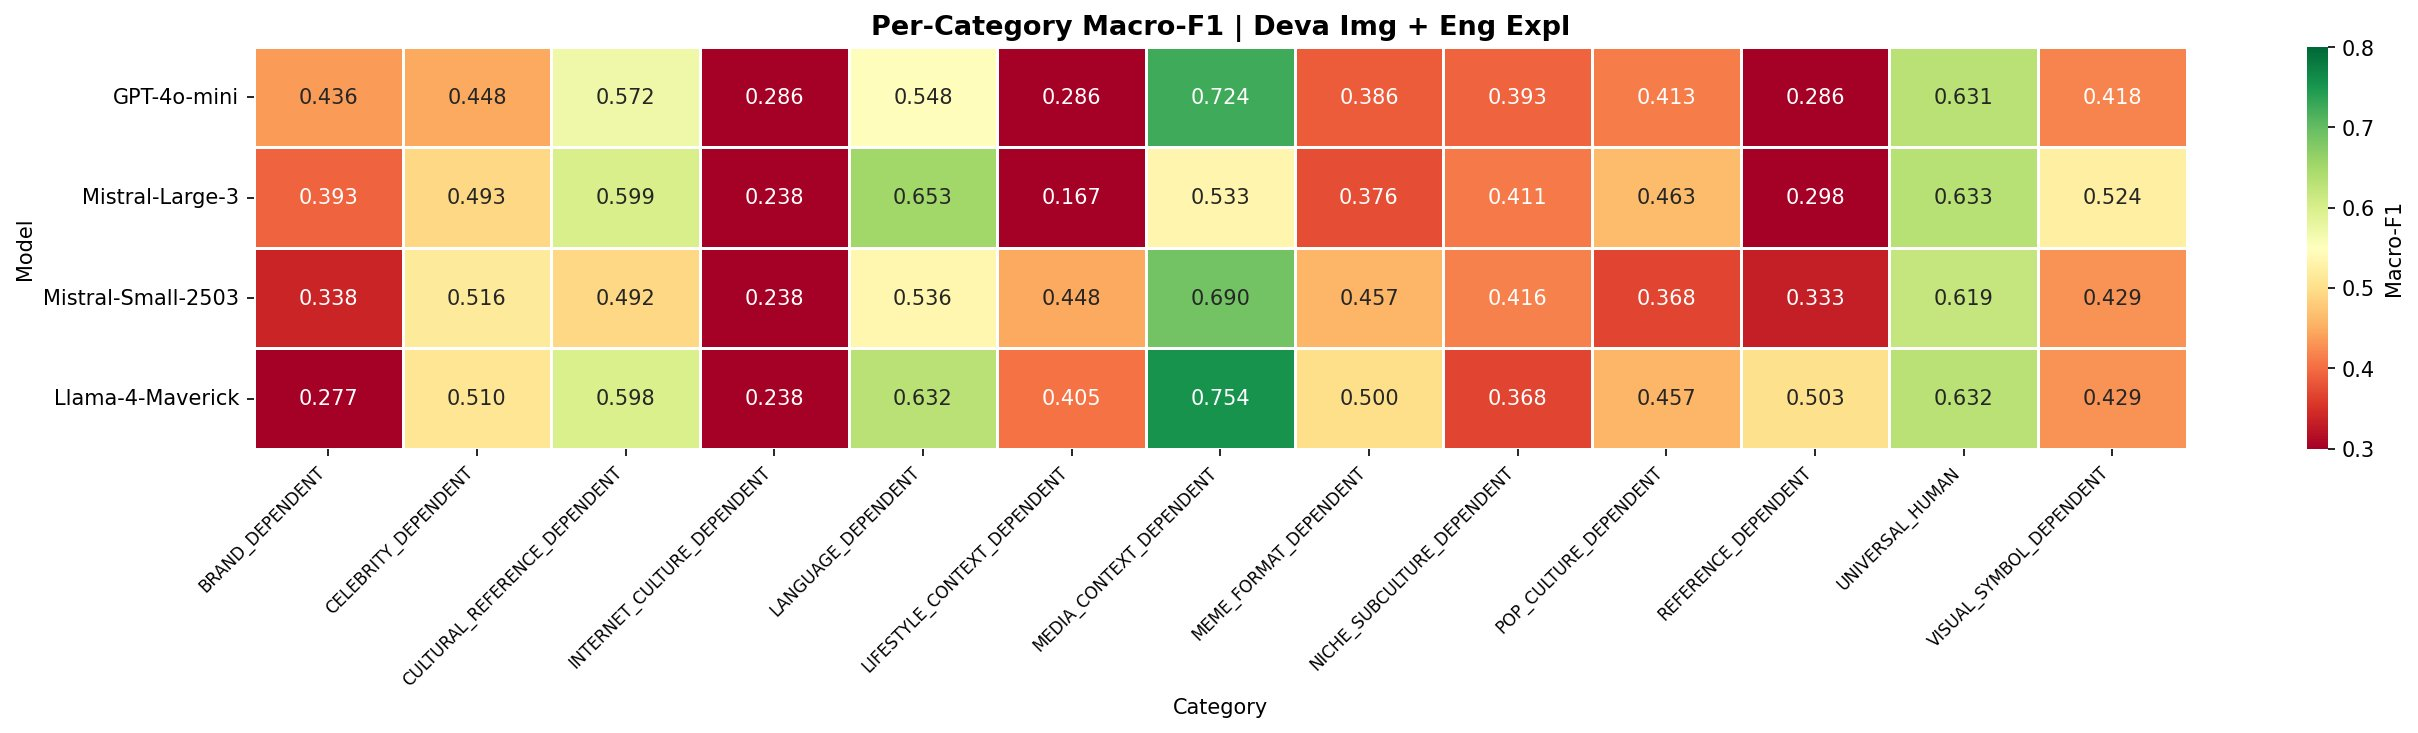 Per-Category Macro-F1 | Deva Img + Eng Expl
Model
GPT-4o-mini 0.436 0.448 0.572 0.286 0.548 0.286 0.724 0.386 0.393 0.413 0.286 0.631 0.418
Mistral-Large-3 0.393 0.493 0.599 0.238 0.653 0.167 0.533 0.376 0.411 0.463 0.298 0.633 0.524
Mistral-Small-2503 0.338 0.516 0.492 0.238 0.536 0.448 0.690 0.457 0.416 0.368 0.333 0.619 0.429
Llama-4-Maverick 0.277 0.510 0.598 0.238 0.632 0.405 0.754 0.500 0.368 0.457 0.503 0.632 0.429
BRAND_DEPENDENT
CELEBRITY_DEPENDENT
CULTURAL_REFERENCE_DEPENDENT
INTERNET_CULTURE_DEPENDENT
LANGUAGE_DEPENDENT
LIFESTYLE_CONTEXT_DEPENDENT
MEDIA_CONTEXT_DEPENDENT
MEME_FORMAT_DEPENDENT
NICHE_SUBCULTURE_DEPENDENT
POP_CULTURE_DEPENDENT
REFERENCE_DEPENDENT
UNIVERSAL_HUMAN
VISUAL_SYMBOL_DEPENDENT
Category
0.8
0.7
0.6
0.5
0.4
0.3
Macro-F1